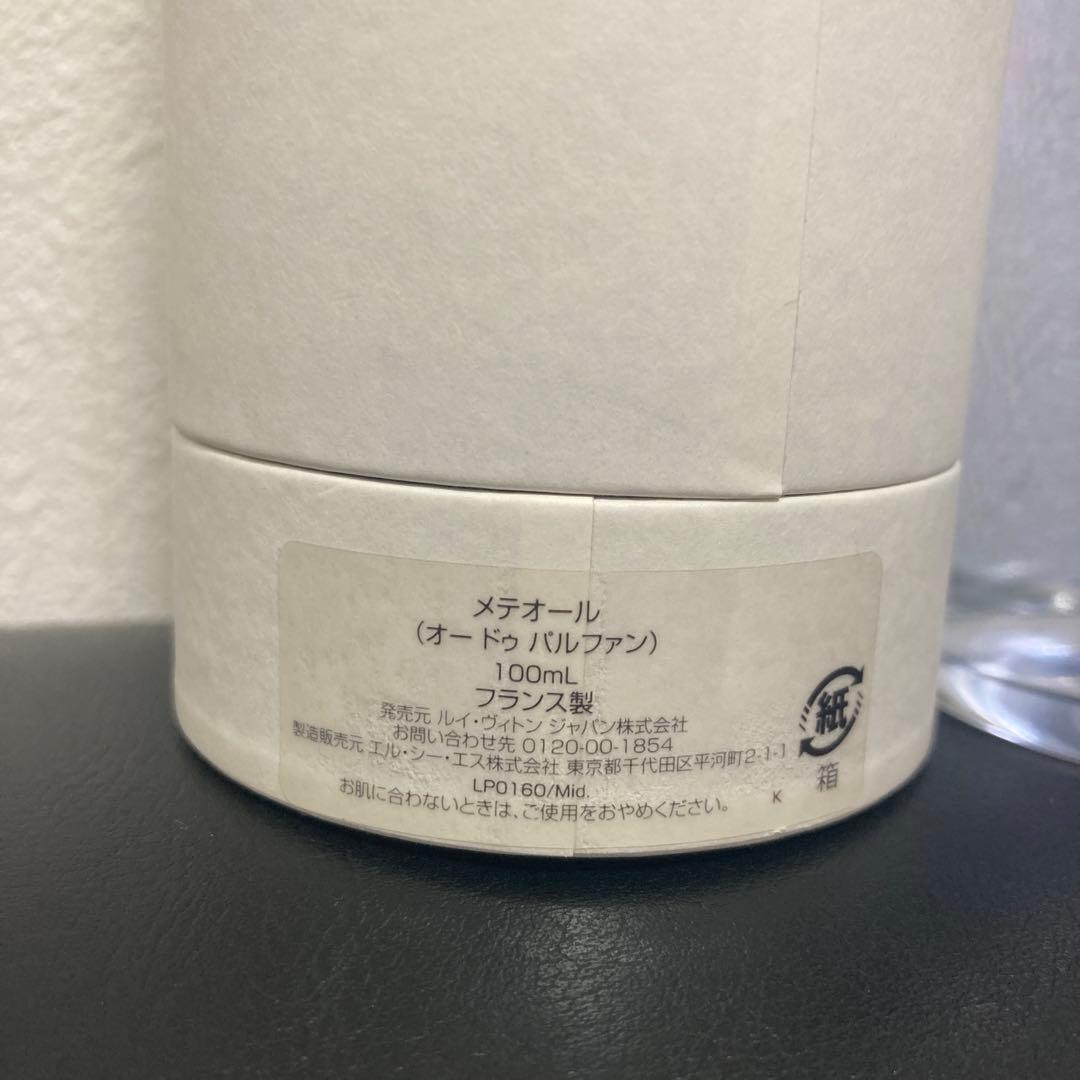 メテオール
（オー ドゥ パルファン）
100mL
フランス製
発売元 ルイ・ヴィトン ジャパン株式会社
お問い合わせ先 0120-00-1854
製造販売元 エル・シー・エス株式会社 東京都千代田区平河町2-1-1
LP0160/Mid.
お肌に合わないときは、ご使用をおやめください。
K
紙
箱